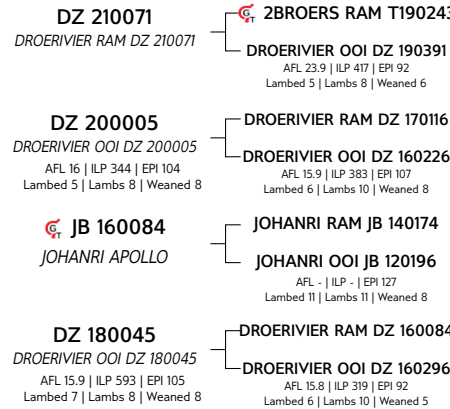 DZ 210071
DROERIVIER RAM DZ 210071
GT 2BROERS RAM T190243
DROERIVIER OOI DZ 190391
AFL 23.9 | ILP 417 | EPI 92
Lambed 5 | Lambs 8 | Weaned 6
DZ 200005
DROERIVIER OOI DZ 200005
AFL 16 | ILP 344 | EPI 104
Lambed 5 | Lambs 8 | Weaned 8
DROERIVIER RAM DZ 170116
DROERIVIER OOI DZ 160226
AFL 15.9 | ILP 383 | EPI 107
Lambed 6 | Lambs 10 | Weaned 8
GT JB 160084
JOHANRI APOLLO
JOHANRI RAM JB 140174
JOHANRI OOI JB 120196
AFL - | ILP - | EPI 127
Lambed 11 | Lambs 11 | Weaned 8
DZ 180045
DROERIVIER OOI DZ 180045
AFL 15.9 | ILP 593 | EPI 105
Lambed 7 | Lambs 8 | Weaned 8
DROERIVIER RAM DZ 160084
DROERIVIER OOI DZ 160296
AFL 15.8 | ILP 319 | EPI 92
Lambed 6 | Lambs 10 | Weaned 5